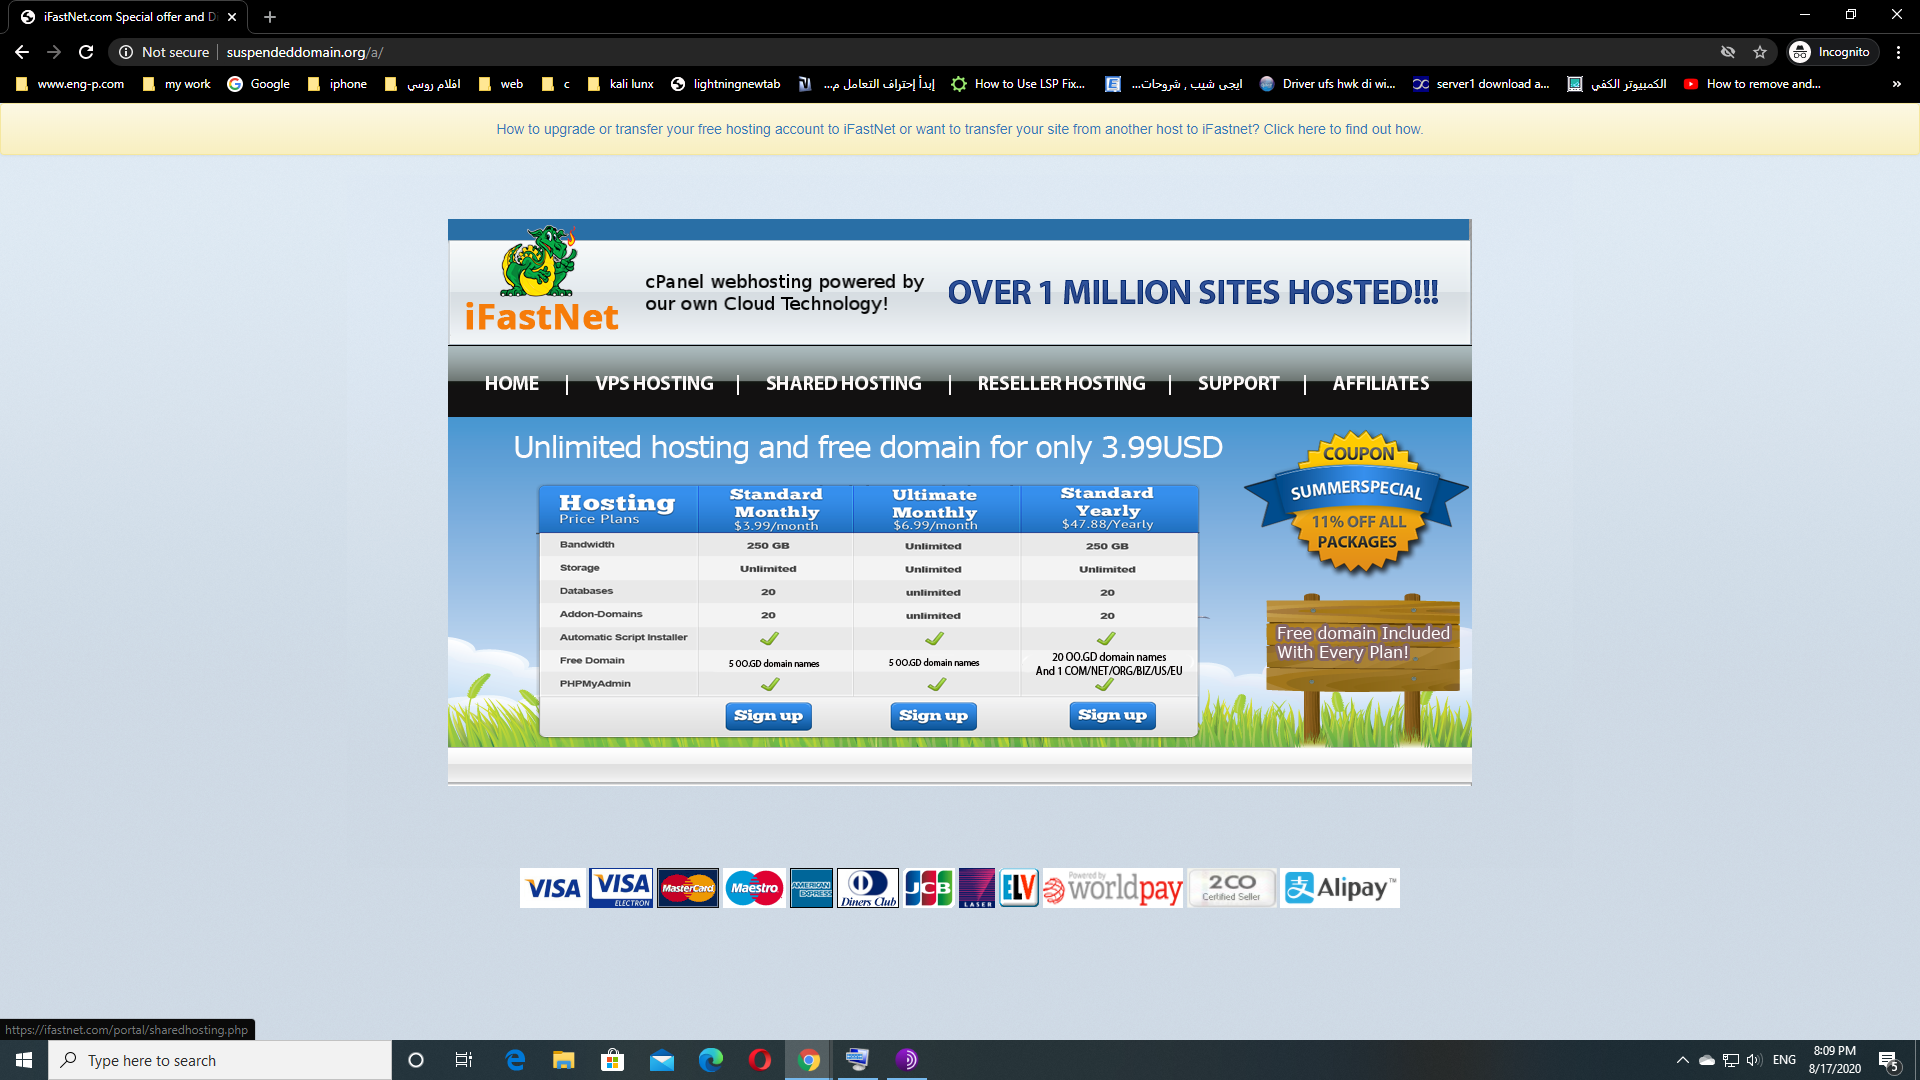 iFastNet.com Special offer and D
Not secure
suspendeddomain.org/a/
Incognito
www.eng-p.com
my work
Google
iphone
افلام روسي
web
c
kali lunx
lightningnewtab
إبدأ إحتراف التعامل م...
How to Use LSP Fix...
ايجى شيب , شروحات...
Driver ufs hwk di wi...
server1 download a...
الكمبيوتر الكفي
How to remove and...
»
How to upgrade or transfer your free hosting account to iFastNet or want to transfer your site from another host to iFastnet? Click here to find out how.
iFastNet
cPanel webhosting powered by
our own Cloud Technology!
OVER 1 MILLION SITES HOSTED!!!
HOME | VPS HOSTING | SHARED HOSTING | RESELLER HOSTING | SUPPORT | AFFILIATES
Unlimited hosting and free domain for only 3.99USD
Hosting
Price Plans
Standard
Monthly
$3.99/month
Ultimate
Monthly
$6.99/month
Standard
Yearly
$47.88/Yearly
Bandwidth 250 GB Unlimited 250 GB
Storage Unlimited Unlimited Unlimited
Databases 20 unlimited 20
Addon-Domains 20 unlimited 20
Automatic Script Installer
Free Domain 5 OO.GD domain names 5 OO.GD domain names 20 OO.GD domain names
And 1 COM/NET/ORG/BIZ/US/EU
PHPMyAdmin
Sign up Sign up Sign up
COUPON
SUMMERSPECIAL
11% OFF ALL
PACKAGES
Free domain Included
With Every Plan!
VISA
VISA
ELECTRON
MasterCard
Maestro
AMERICAN
EXPRESS
Diners Club
JCB
LASER
ELV
Powered by
worldpay
2CO
Certified Seller
支
Alipay™
https://ifastnet.com/portal/sharedhosting.php
Type here to search
ENG
8:09 PM
8/17/2020
5